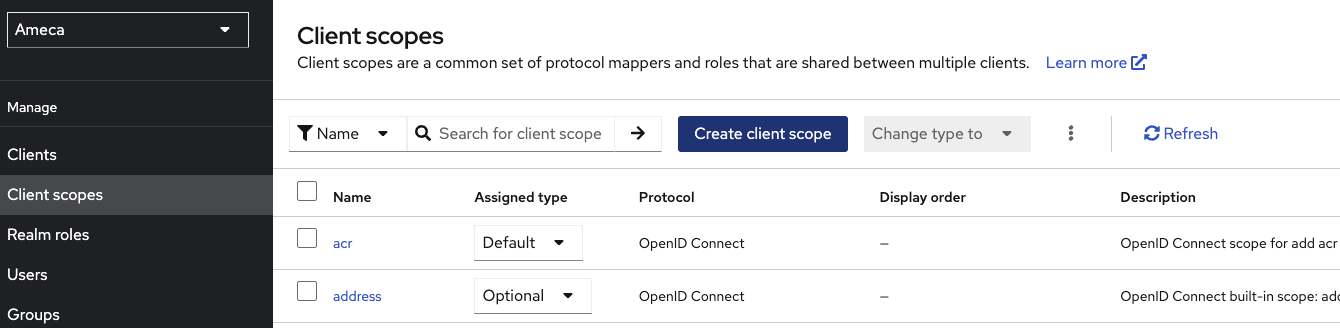 Ameca
Manage
Clients
Client scopes
Realm roles
Users
Groups
Client scopes
Client scopes are a common set of protocol mappers and roles that are shared between multiple clients. Learn more
Name Search for client scope Create client scope Change type to Refresh
Name Assigned type Protocol Display order Description
acr Default OpenID Connect – OpenID Connect scope for add acr
address Optional OpenID Connect – OpenID Connect built-in scope: add